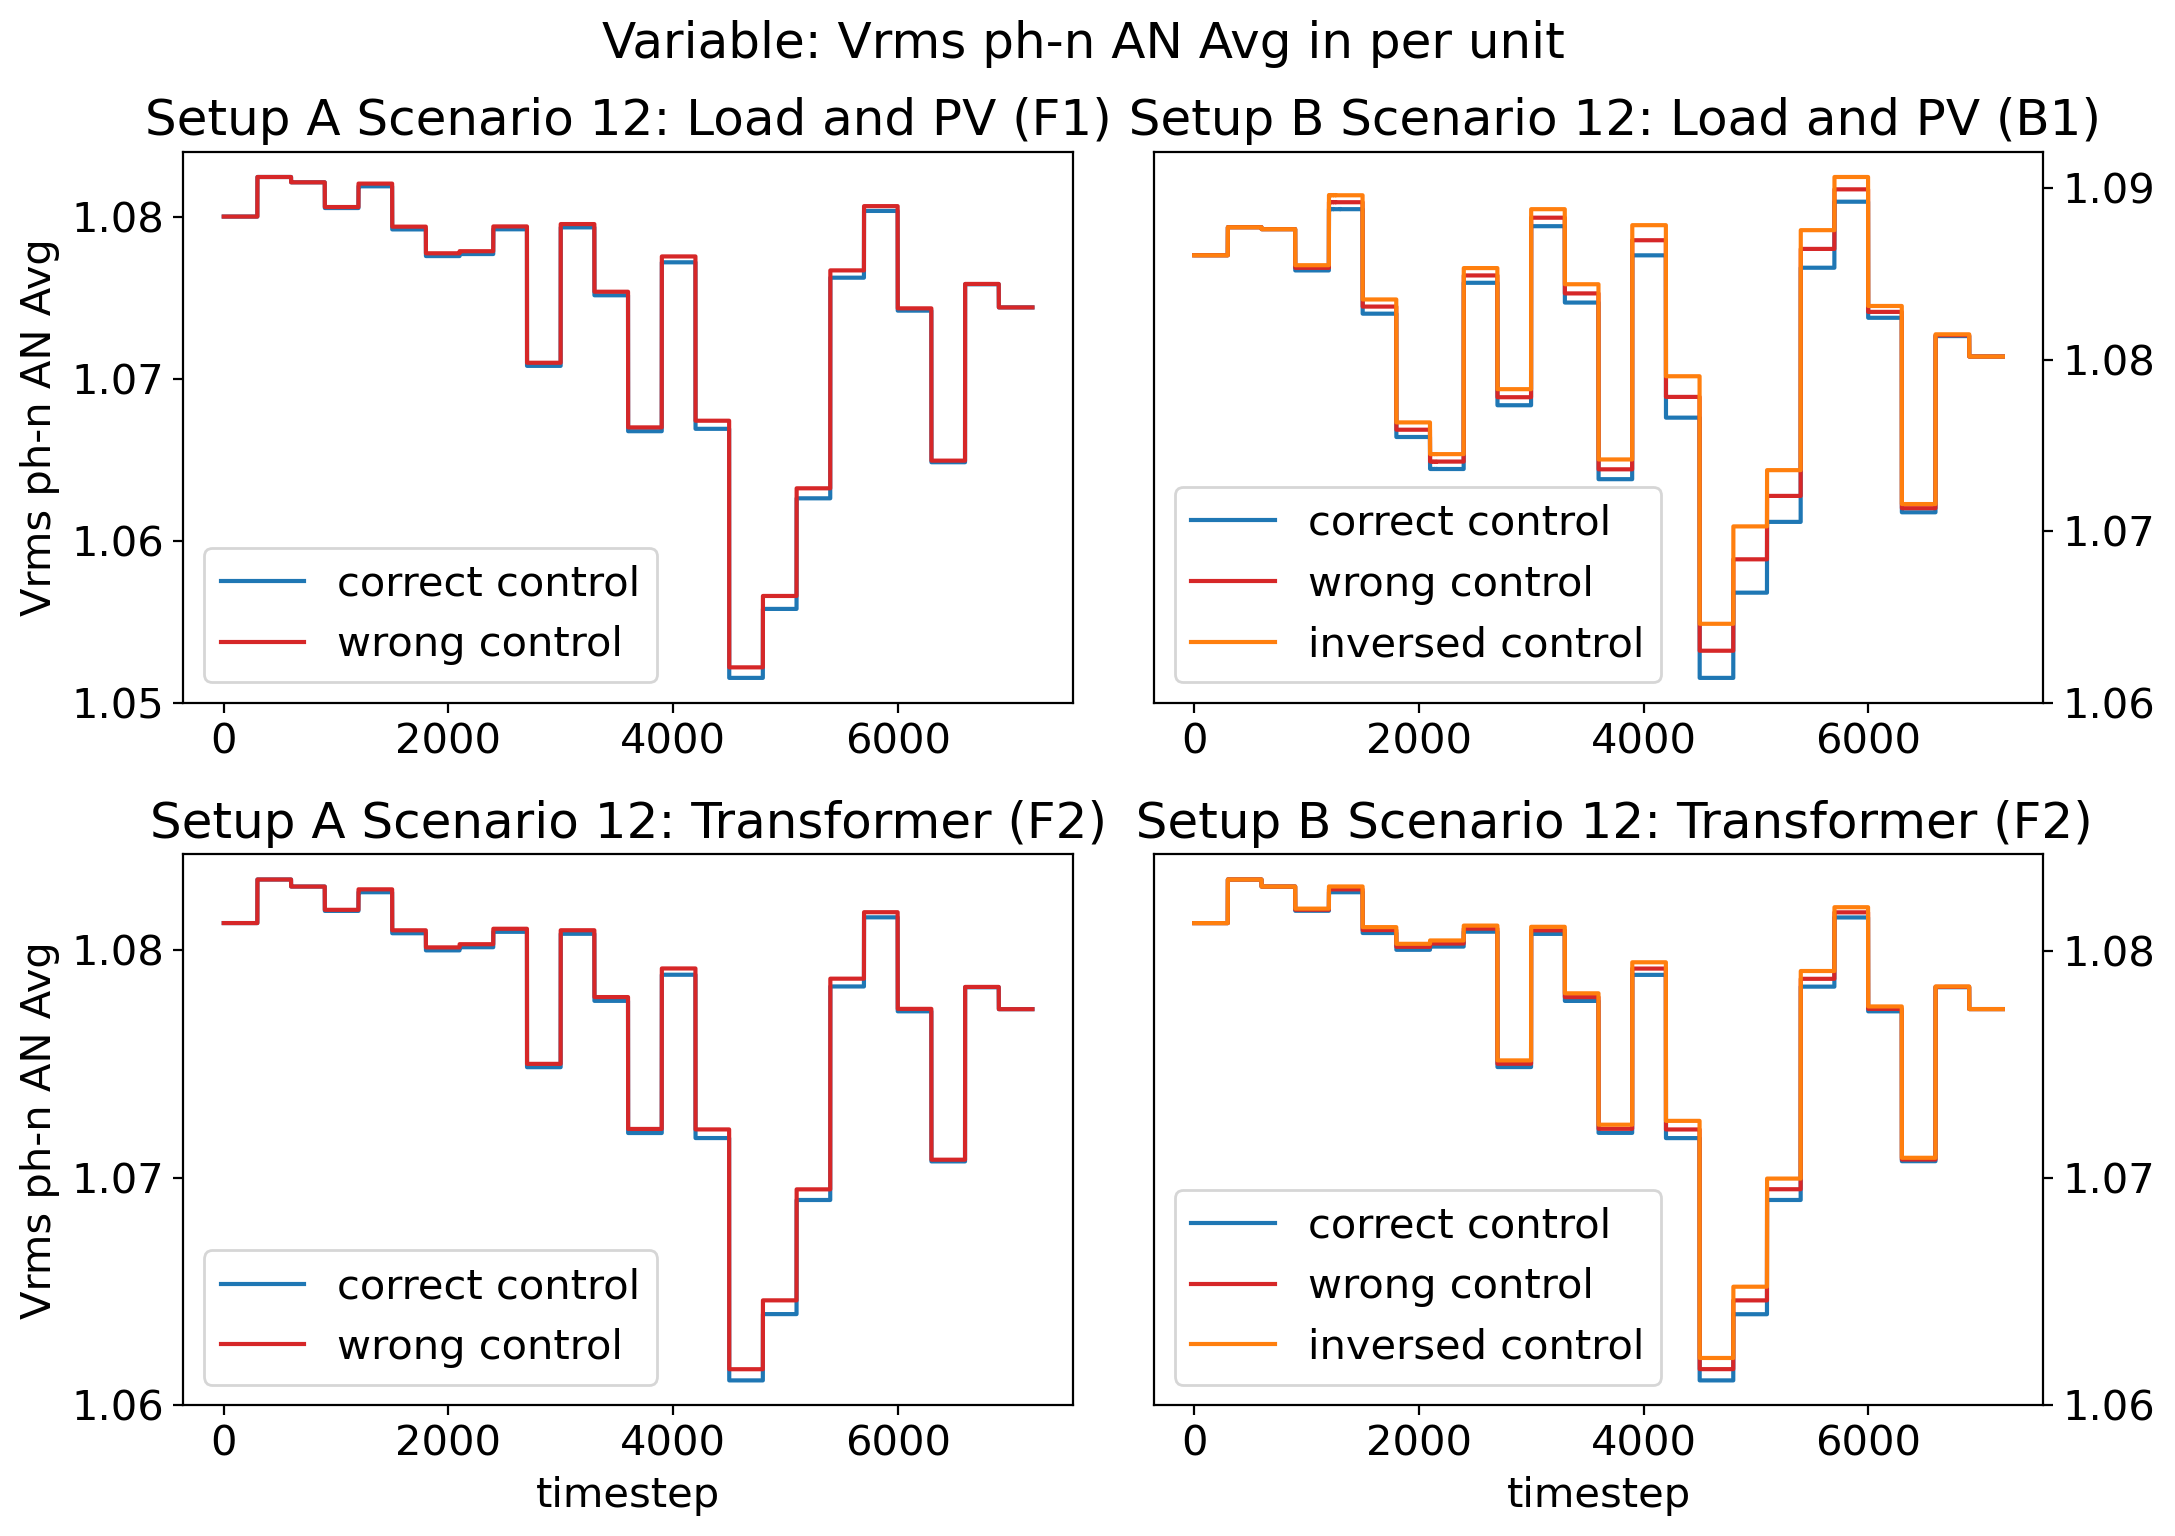 Variable: Vrms ph-n AN Avg in per unit
Setup A Scenario 12: Load and PV (F1)
Vrms ph-n AN Avg
1.08
1.07
1.06
1.05
correct control
wrong control
0 2000 4000 6000
Setup B Scenario 12: Load and PV (B1)
1.09
1.08
1.07
1.06
correct control
wrong control
inversed control
0 2000 4000 6000
Setup A Scenario 12: Transformer (F2)
Vrms ph-n AN Avg
1.08
1.07
1.06
correct control
wrong control
0 2000 4000 6000
timestep
Setup B Scenario 12: Transformer (F2)
1.08
1.07
1.06
correct control
wrong control
inversed control
0 2000 4000 6000
timestep